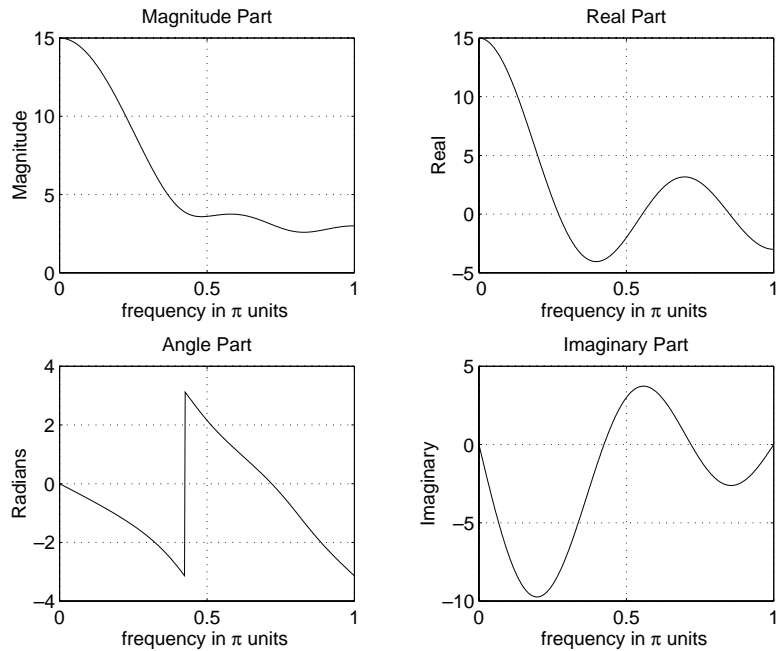 Magnitude Part
15
10
5
0
Magnitude
0
0.5
1
frequency in π units
Real Part
15
10
5
0
−5
Real
0
0.5
1
frequency in π units
Angle Part
4
2
0
−2
−4
Radians
0
0.5
1
frequency in π units
Imaginary Part
5
0
−5
−10
Imaginary
0
0.5
1
frequency in π units